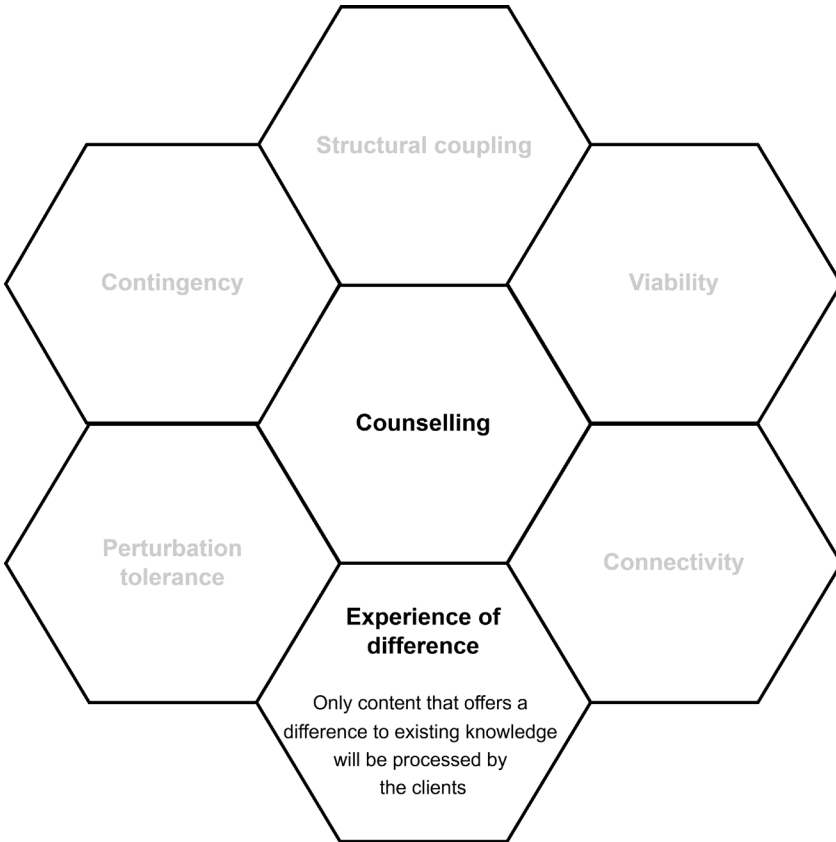 Structural coupling
Contingency
Viability
Counselling
Perturbation
tolerance
Connectivity
Experience of
difference
Only content that offers a
difference to existing knowledge
will be processed by
the clients